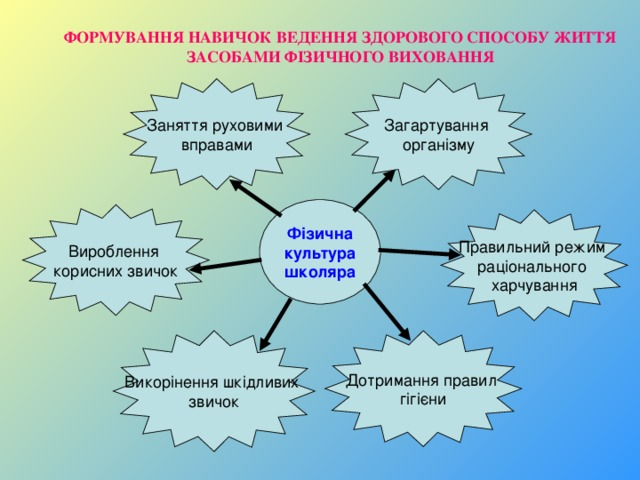 ФОРМУВАННЯ НАВИЧОК ВЕДЕННЯ ЗДОРОВОГО СПОСОБУ ЖИТТЯ
ЗАСОБАМИ ФІЗИЧНОГО ВИХОВАННЯ
Заняття руховими
вправами
Загартування
організму
Фізична
культура
школяра
Вироблення
корисних звичок
Правильний режим
раціонального
харчування
Викорінення шкідливих
звичок
Дотримання правил
гігієни